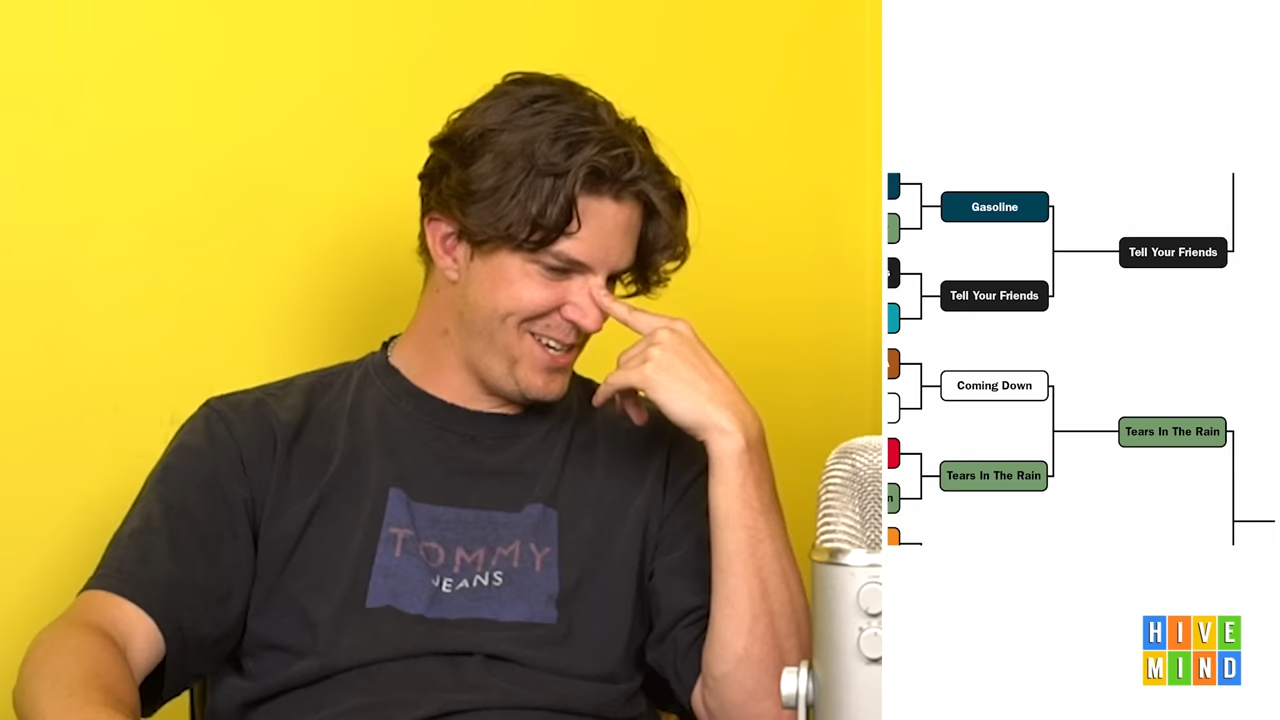 TOMMY
JEANS
Gasoline
Tell Your Friends
Tell Your Friends
Coming Down
Tears In The Rain
Tears In The Rain
HIVE
MIND